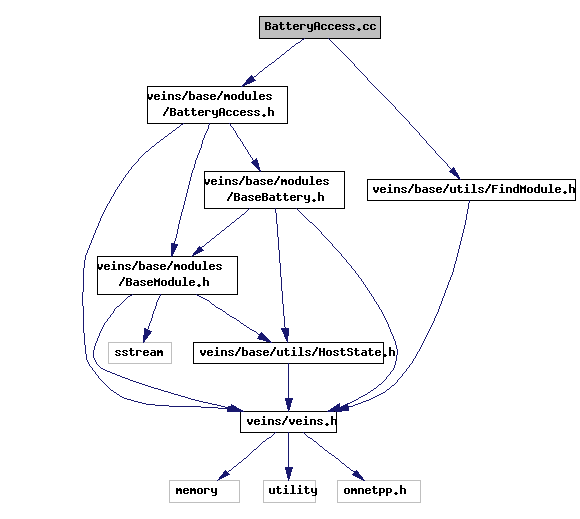 BatteryAccess.cc
veins/base/modules
/BatteryAccess.h
veins/base/modules
/BaseBattery.h
veins/base/utils/FindModule.h
veins/base/modules
/BaseModule.h
sstream
veins/base/utils/HostState.h
veins/veins.h
memory
utility
omnetpp.h